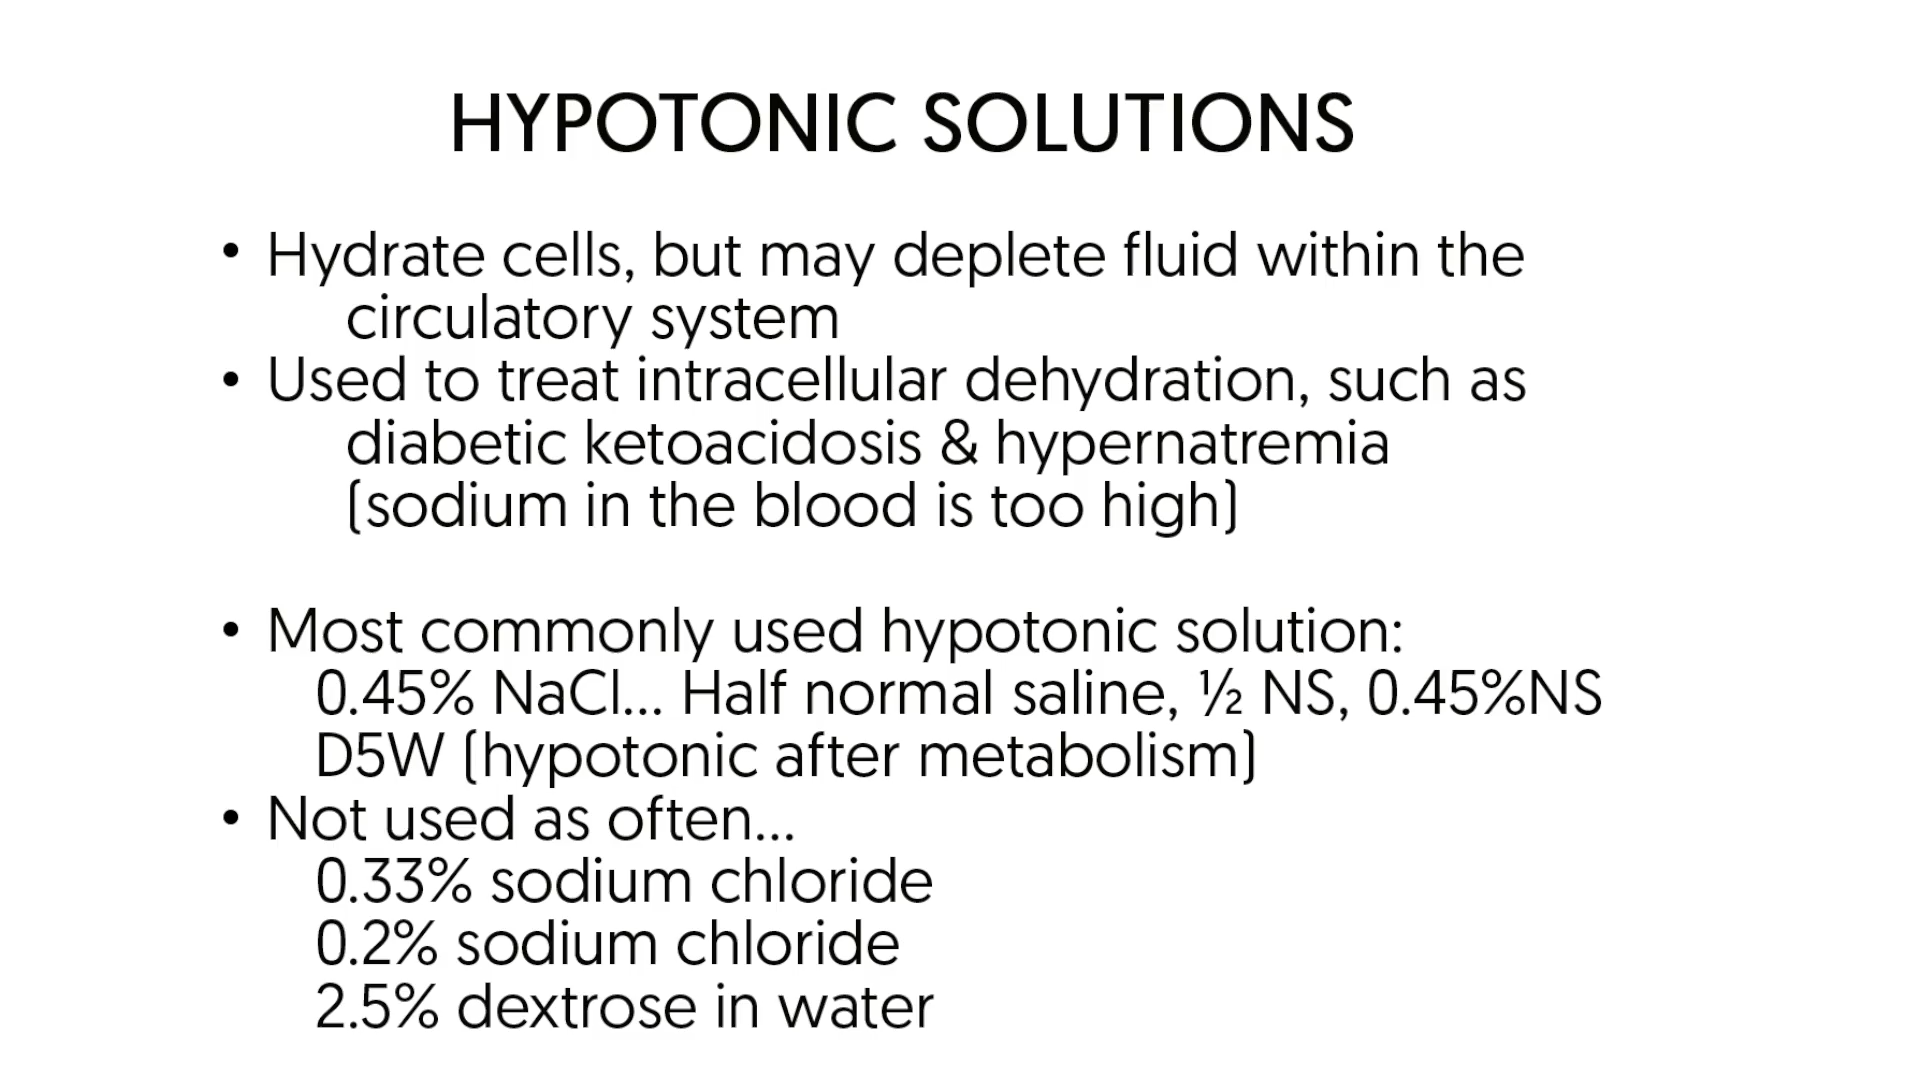 HYPOTONIC SOLUTIONS
• Hydrate cells, but may deplete fluid within the
circulatory system
• Used to treat intracellular dehydration, such as
diabetic ketoacidosis & hypernatremia
(sodium in the blood is too high)
• Most commonly used hypotonic solution:
0.45% NaCl... Half normal saline, ½ NS, 0.45%NS
D5W (hypotonic after metabolism)
• Not used as often...
0.33% sodium chloride
0.2% sodium chloride
2.5% dextrose in water